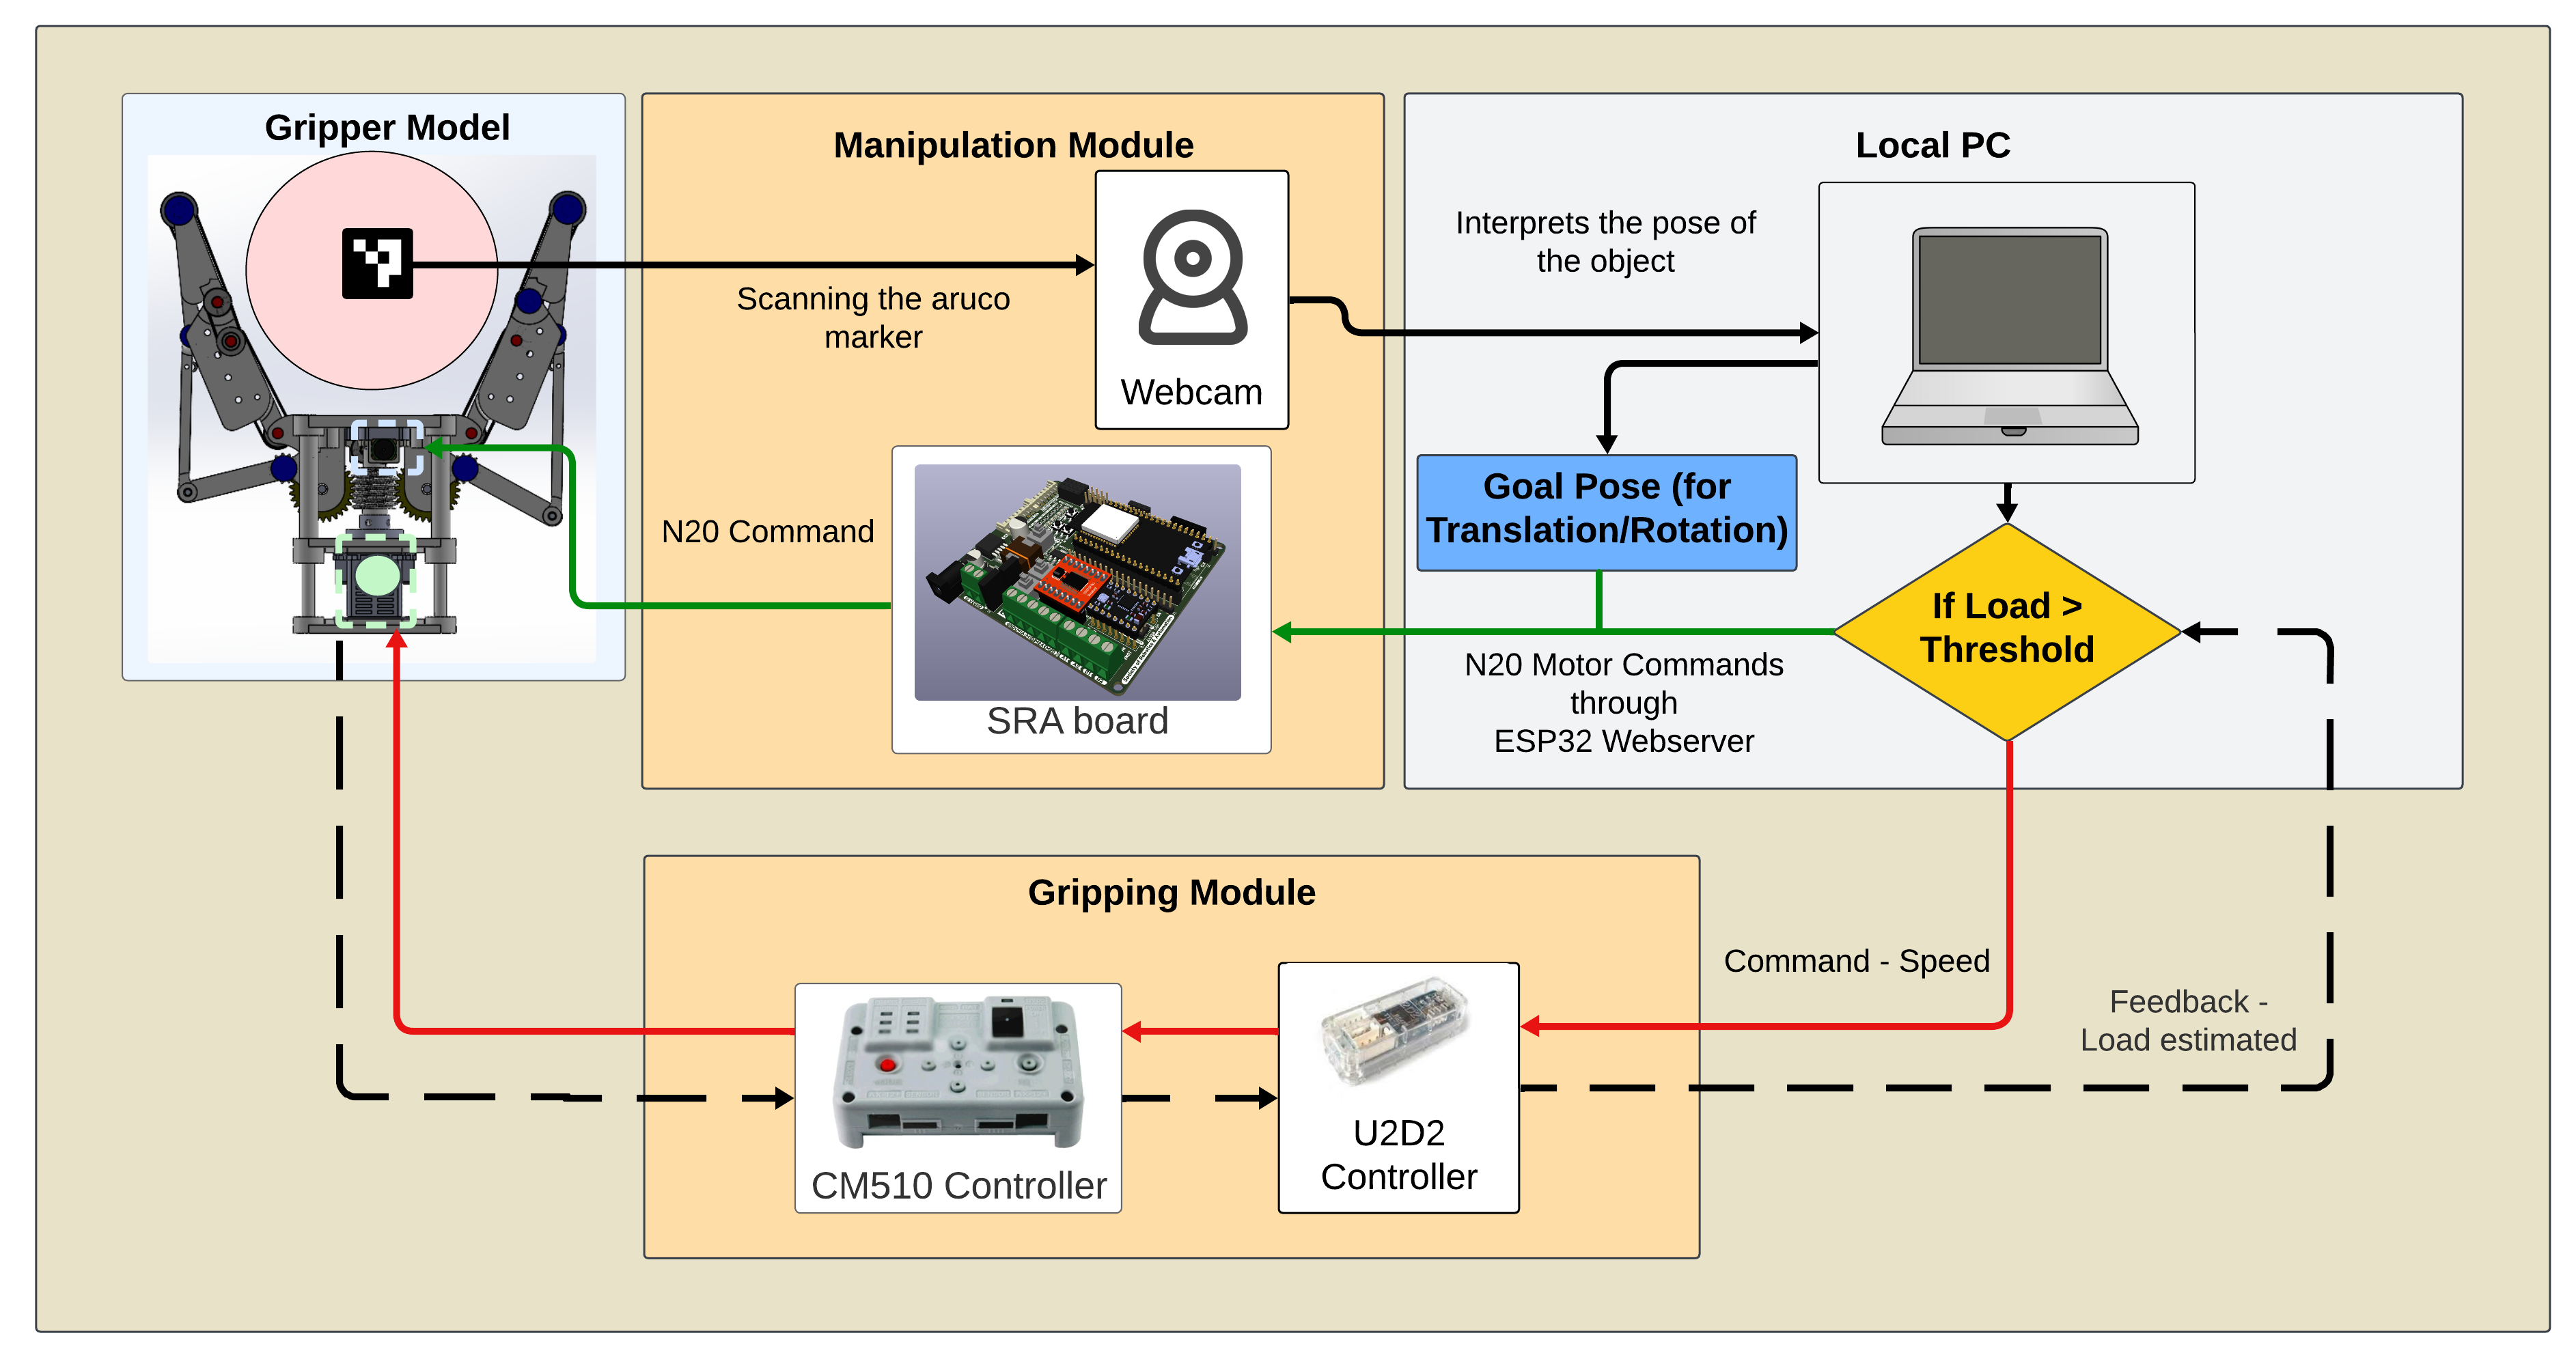 Gripper Model
Manipulation Module
Local PC
Scanning the aruco
marker
Webcam
Interprets the pose of
the object
Goal Pose (for
Translation/Rotation)
N20 Command
SRA board
If Load >
Threshold
N20 Motor Commands
through
ESP32 Webserver
Gripping Module
Command - Speed
Feedback -
Load estimated
CM510 Controller
U2D2
Controller